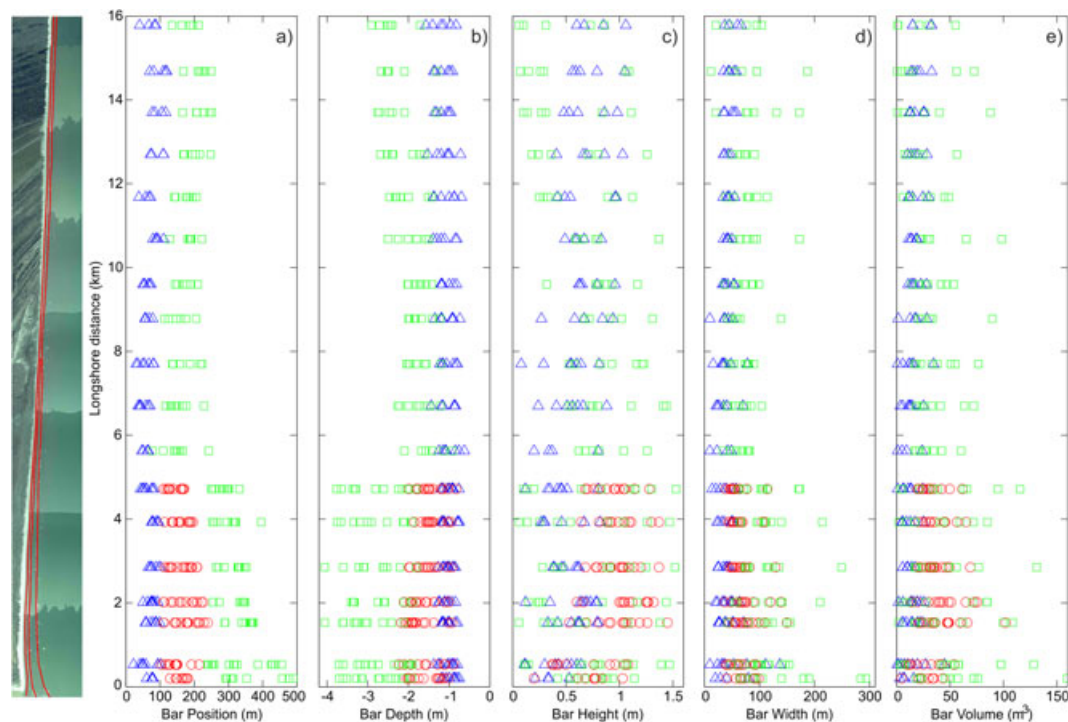 a) b) c) d) e)
16
14
12
10
8
6
4
2
0
Longshore distance (km)
0 100 200 300 400 500 -4 -3 -2 -1 0 0 0.5 1 1.5 0 100 200 300 0 50 100 150
Bar Position (m) Bar Depth (m) Bar Height (m) Bar Width (m) Bar Volume (m³)